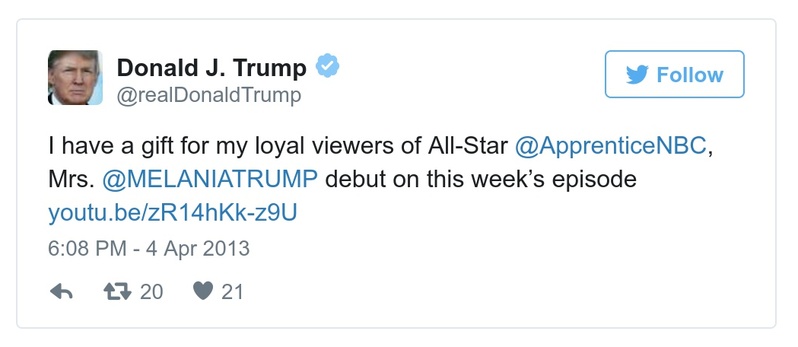 Donald J. Trump
@realDonaldTrump
Follow
I have a gift for my loyal viewers of All-Star @ApprenticeNBC,
Mrs. @MELANIATRUMP debut on this week’s episode
youtu.be/zR14hKk-z9U
6:08 PM - 4 Apr 2013
20 21